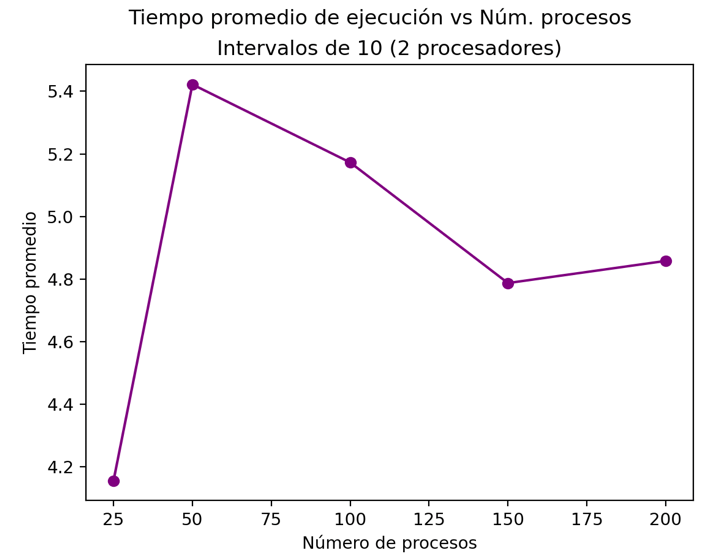 Tiempo promedio de ejecución vs Núm. procesos
Intervalos de 10 (2 procesadores)
Tiempo promedio
5.4
5.2
5.0
4.8
4.6
4.4
4.2
25 50 75 100 125 150 175 200
Número de procesos